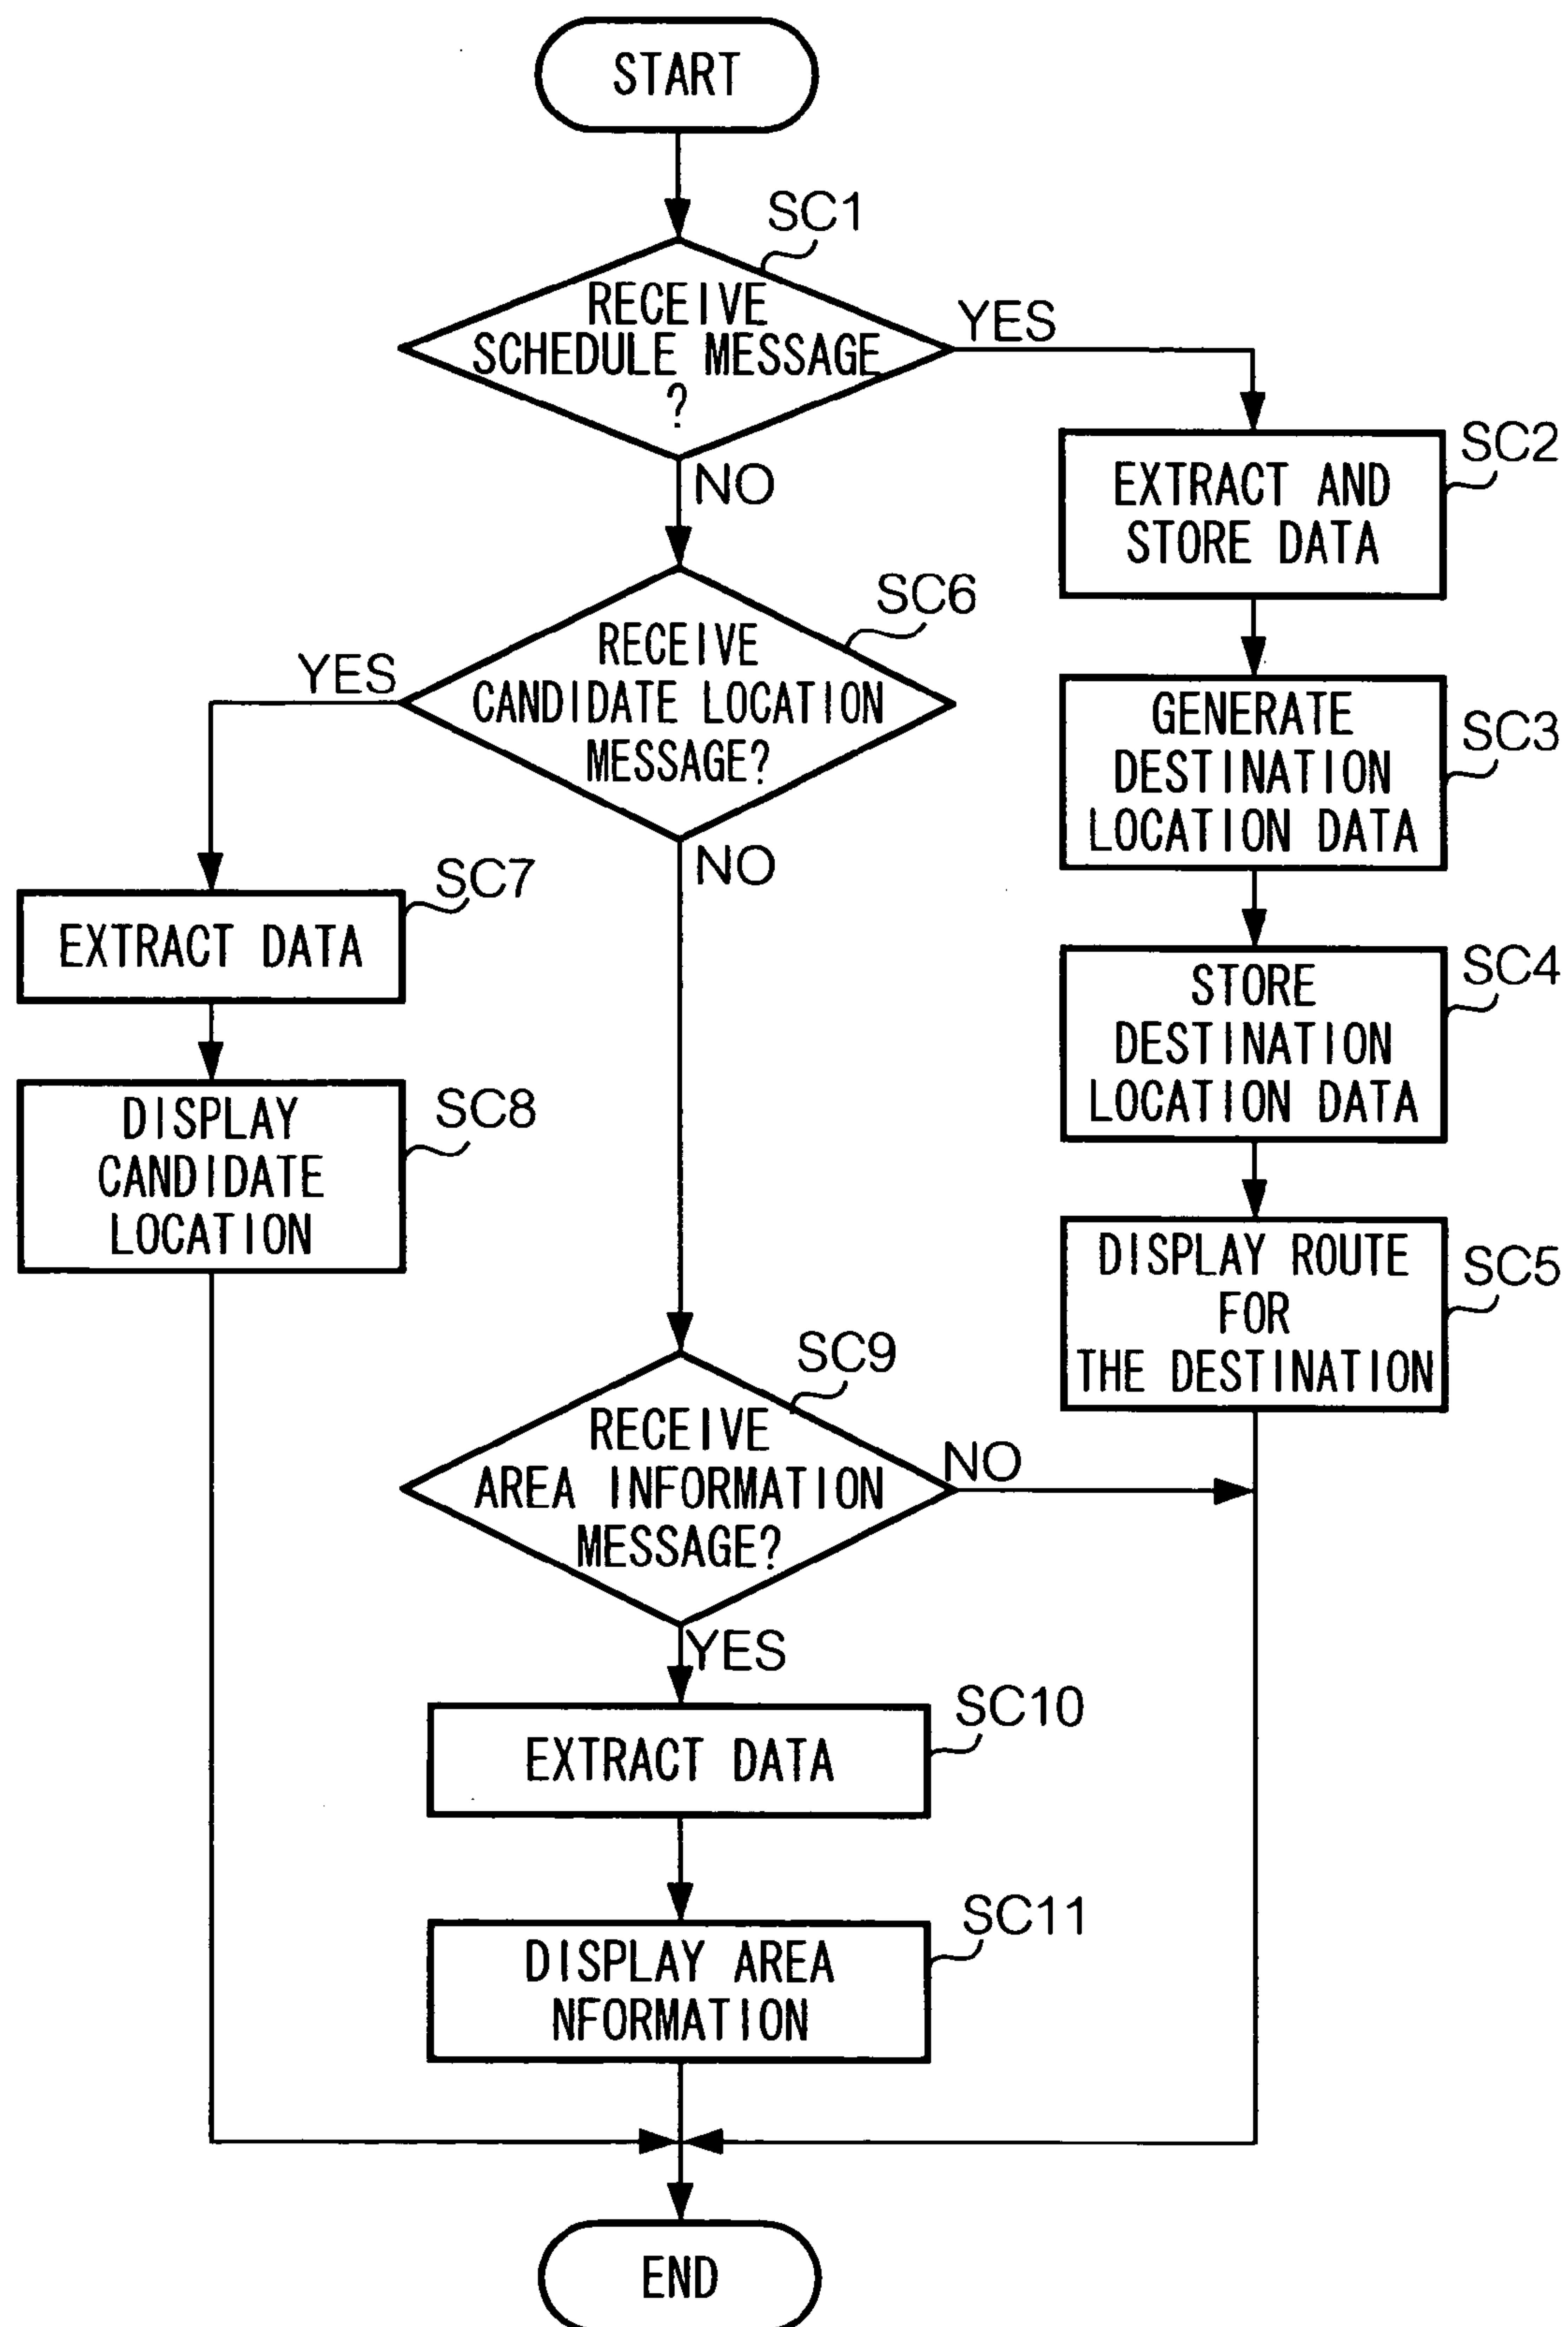 START
SC1
RECEIVE
SCHEDULE MESSAGE
?
YES
NO
SC2
EXTRACT AND
STORE DATA
SC6
RECEIVE
CANDIDATE LOCATION
MESSAGE?
YES
NO
SC3
GENERATE
DESTINATION
LOCATION DATA
SC7
EXTRACT DATA
SC4
STORE
DESTINATION
LOCATION DATA
SC8
DISPLAY
CANDIDATE
LOCATION
SC5
DISPLAY ROUTE
FOR
THE DESTINATION
SC9
RECEIVE
AREA INFORMATION
MESSAGE?
NO
YES
SC10
EXTRACT DATA
SC11
DISPLAY AREA
NFORMATION
END